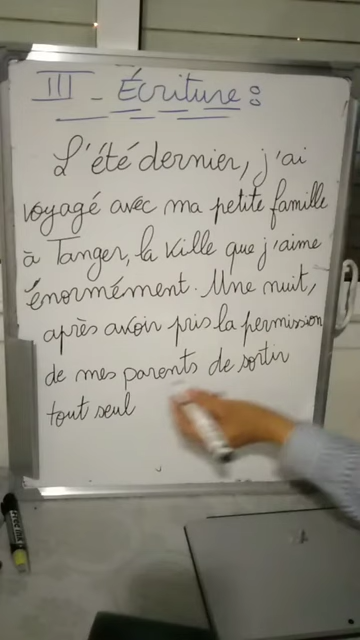 III - Écriture :
L'été dernier, j'ai
voyagé avec ma petite famille
à Tanger, la ville que j'aime
énormément. Une nuit,
après avoir pris la permission
de mes parents de sortir
tout seul